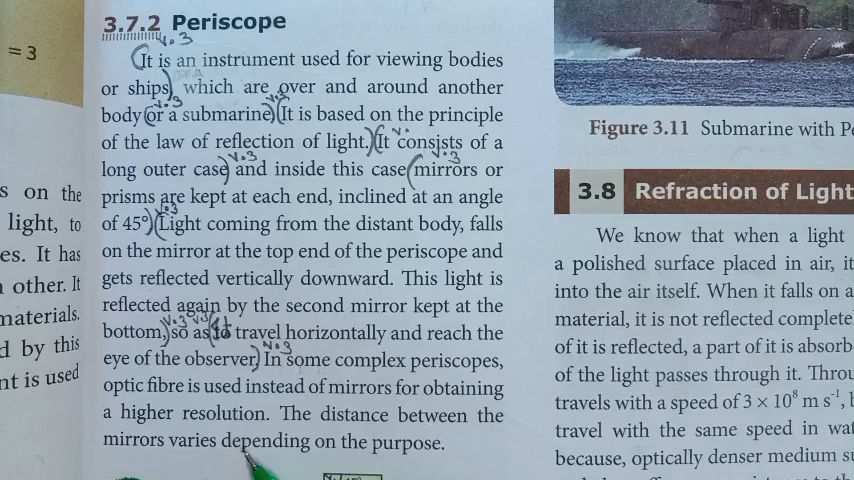 = 3
s on the
light, to
es. It has
other. It
materials.
d by this
nt is used
3.7.2 Periscope
V.3
It is an instrument used for viewing bodies
or ships, which are over and around another
V.3
body (or a submarine) It is based on the principle
of the law of reflection of light. It consists of a
V.3 V.3
long outer case and inside this case mirrors or
prisms are kept at each end, inclined at an angle
V.3
of 45°. Light coming from the distant body, falls
on the mirror at the top end of the periscope and
gets reflected vertically downward. This light is
reflected again by the second mirror kept at the
V.3 V.3
bottom, so as to travel horizontally and reach the
V.3
eye of the observer. In some complex periscopes,
optic fibre is used instead of mirrors for obtaining
a higher resolution. The distance between the
mirrors varies depending on the purpose.
Figure 3.11 Submarine with
3.8 Refraction of Light
We know that when a light
a polished surface placed in air, it
into the air itself. When it falls on a
material, it is not reflected complete
of it is reflected, a part of it is absorb
of the light passes through it. Throu
travels with a speed of 3 × 10⁸ m s⁻¹,
travel with the same speed in wat
because, optically denser medium su